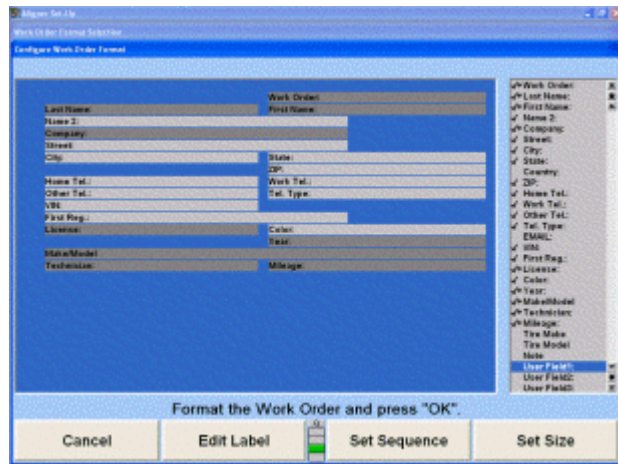 Aligner Set-Up
Work Order Format Selection
Configure Work Order Format
Work Order:
Last Name: First Name:
Name 2:
Company:
Street:
City: State:
ZIP:
Home Tel.: Work Tel.:
Other Tel.: Tel. Type:
VIN:
First Reg.:
License: Color:
Year:
Make/Model
Technician: Mileage:
Work Order:
Last Name:
First Name:
Name 2:
Company:
Street:
City:
State:
Country:
ZIP:
Home Tel.:
Work Tel.:
Other Tel.:
Tel. Type:
EMAIL:
VIN:
First Reg.:
License:
Color:
Year:
Make/Model
Technician:
Mileage:
Tire Make
Tire Model
Note
User Field1:
User Field2:
User Field3:
Format the Work Order and press "OK".
Cancel Edit Label Set Sequence Set Size